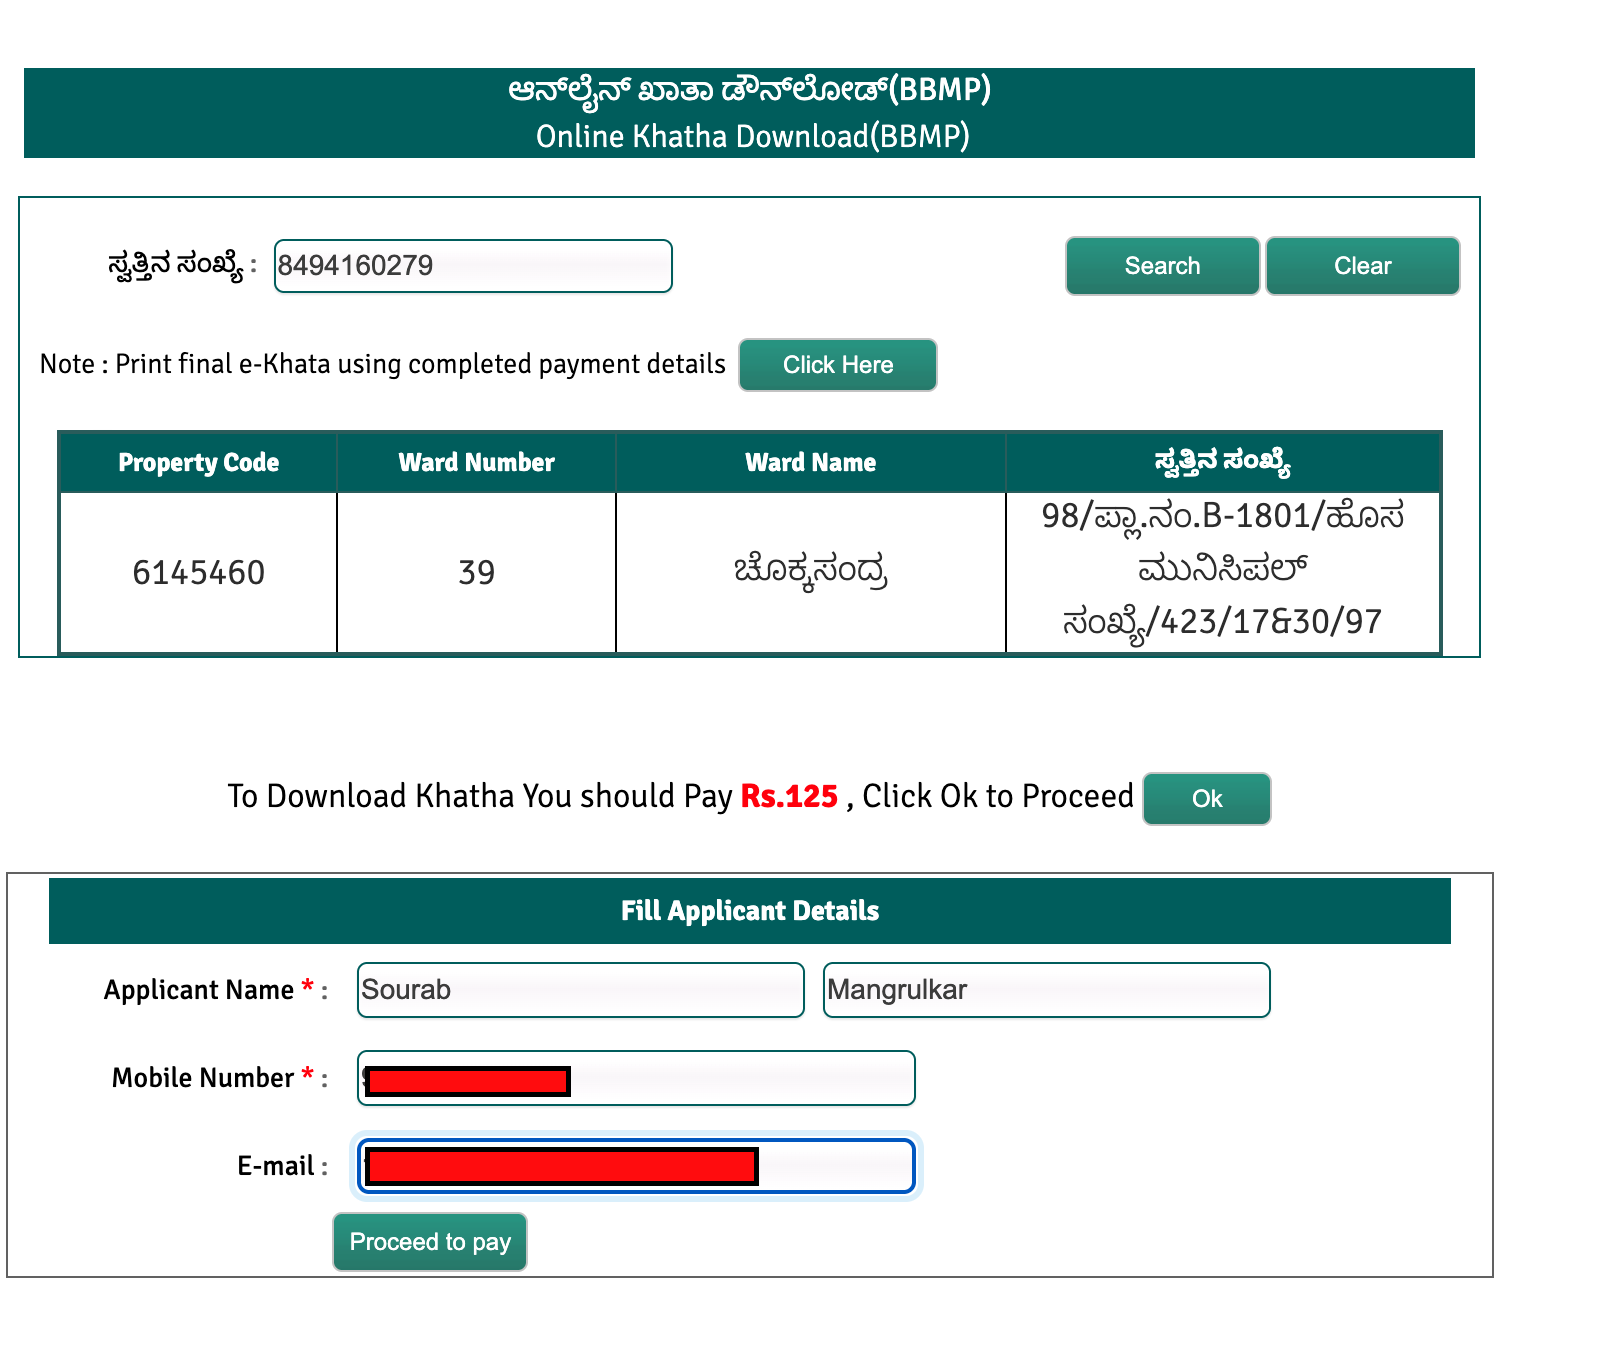 ಆನ್‌ಲೈನ್ ಖಾತಾ ಡೌನ್‌ಲೋಡ್(BBMP)
Online Khatha Download(BBMP)
ಸ್ವತ್ತಿನ ಸಂಖ್ಯೆ : 8494160279 Search Clear
Note : Print final e-Khata using completed payment details Click Here
Property Code Ward Number Ward Name ಸ್ವತ್ತಿನ ಸಂಖ್ಯೆ
6145460 39 ಚೊಕ್ಕಸಂದ್ರ 98/ಪ್ಲಾ.ನಂ.B-1801/ಹೊಸ
ಮುನಿಸಿಪಲ್
ಸಂಖ್ಯೆ/423/17&30/97
To Download Khatha You should Pay Rs.125 , Click Ok to Proceed Ok
Fill Applicant Details
Applicant Name * : Sourab Mangrulkar
Mobile Number * :
E-mail :
Proceed to pay